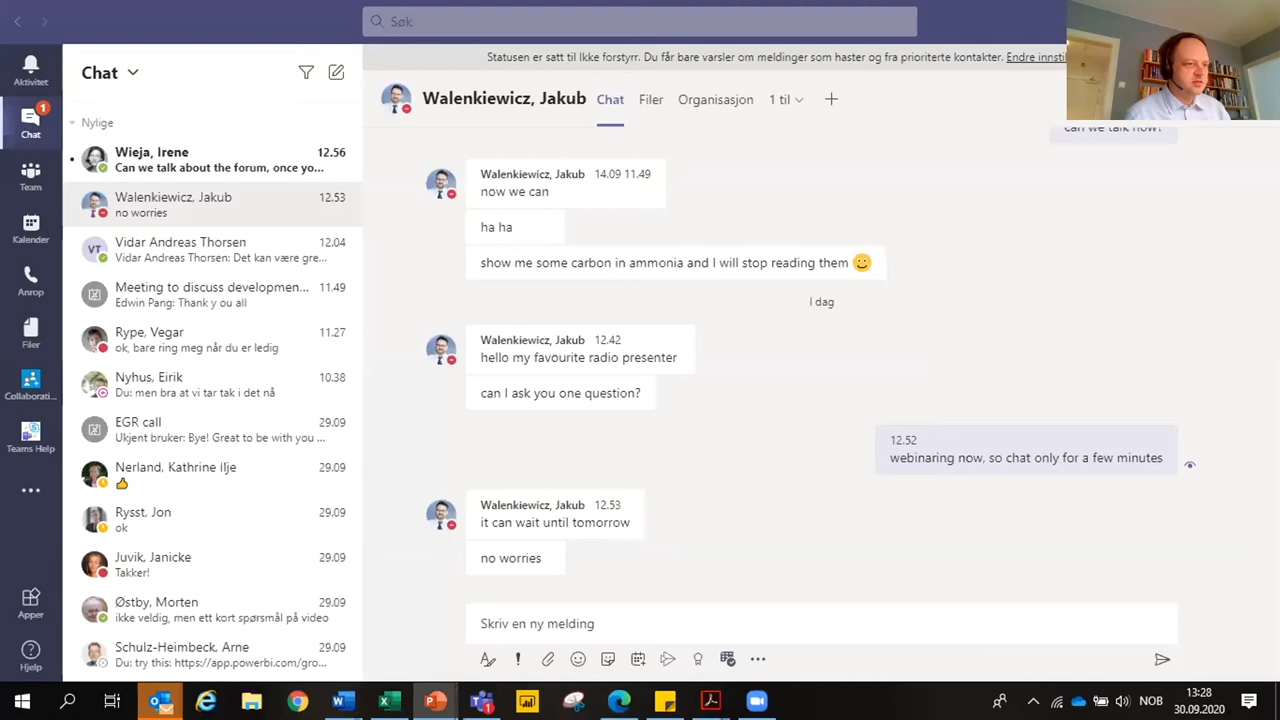 Søk
Statusen er satt til Ikke forstyrr. Du får bare varsler om meldinger som haster og fra prioriterte kontakter. Endre innstil
Aktivitet
1
Chat
Team
Kalender
Anrop
Filer
Collaborati...
Teams Help
Apper
Hjelp
Chat
Nylige
Wieja, Irene 12.56
Can we talk about the forum, once yo...
Walenkiewicz, Jakub 12.53
no worries
VT
Vidar Andreas Thorsen 12.04
Vidar Andreas Thorsen: Det kan være gre...
Meeting to discuss developmen... 11.49
Edwin Pang: Thank y ou all
Rype, Vegar 11.27
ok, bare ring meg når du er ledig
Nyhus, Eirik 10.38
Du: men bra at vi tar tak i det nå
EGR call 29.09
Ukjent bruker: Bye! Great to be with you ...
Nerland, Kathrine Ilje 29.09
Rysst, Jon 29.09
ok
Juvik, Janicke 29.09
Takker!
Østby, Morten 29.09
ikke veldig, men ett kort spørsmål på video
Schulz-Heimbeck, Arne 29.09
Du: try this: https://app.powerbi.com/gro...
Walenkiewicz, Jakub Chat Filer Organisasjon 1 til
can we talk now?
Walenkiewicz, Jakub 14.09 11.49
now we can
ha ha
show me some carbon in ammonia and I will stop reading them
I dag
Walenkiewicz, Jakub 12.42
hello my favourite radio presenter
can I ask you one question?
12.52
webinaring now, so chat only for a few minutes
Walenkiewicz, Jakub 12.53
it can wait until tomorrow
no worries
Skriv en ny melding
NOB
13:28
30.09.2020